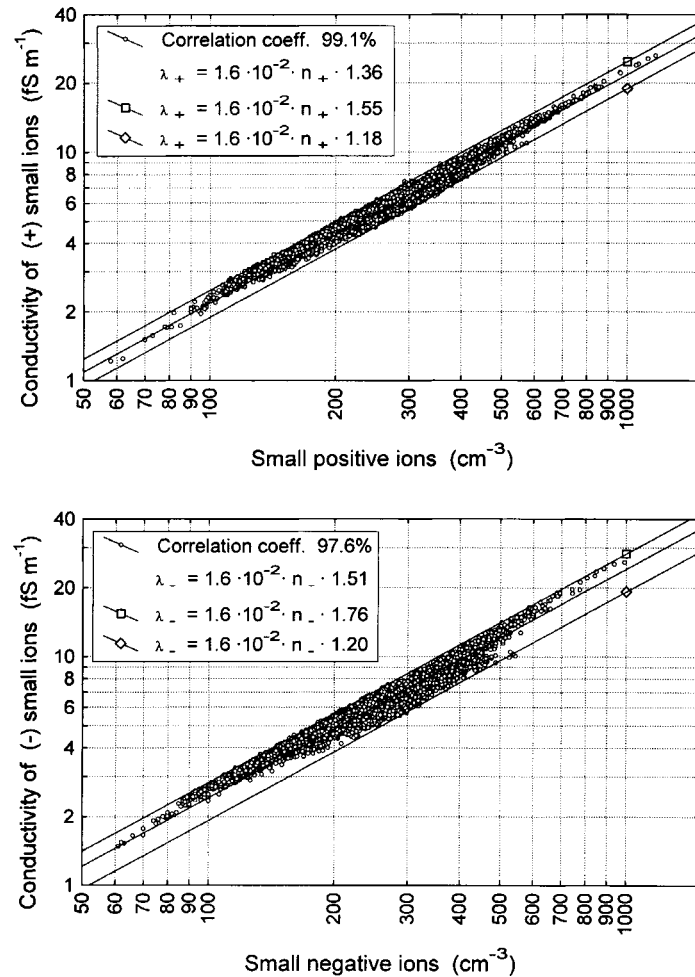 Conductivity of (+) small ions (fS m⁻¹)
40
20
10
8
6
4
2
1
Correlation coeff. 99.1%
λ₊ = 1.6 ·10⁻²· n₊ · 1.36
λ₊ = 1.6 ·10⁻²· n₊ · 1.55
λ₊ = 1.6 ·10⁻²· n₊ · 1.18
50 60 70 80 90 100 200 300 400 500 600 700 800 900 1000
Small positive ions (cm⁻³)
Conductivity of (-) small ions (fS m⁻¹)
40
20
10
8
6
4
2
1
Correlation coeff. 97.6%
λ₋ = 1.6 ·10⁻²· n₋ · 1.51
λ₋ = 1.6 ·10⁻²· n₋ · 1.76
λ₋ = 1.6 ·10⁻²· n₋ · 1.20
50 60 70 80 90 100 200 300 400 500 600 700 800 900 1000
Small negative ions (cm⁻³)